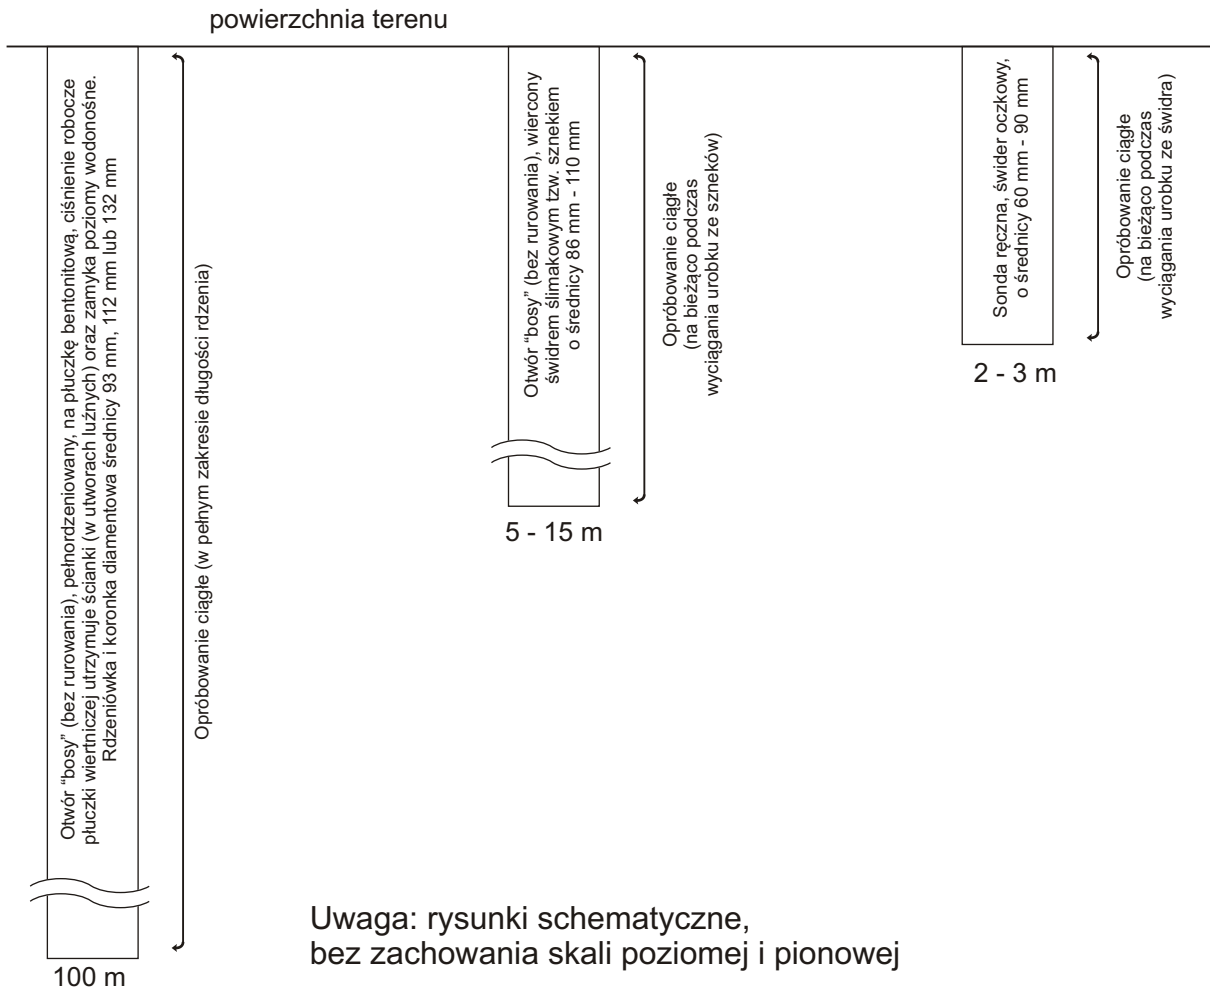 powierzchnia terenu
Otwór "bosy" (bez rurowania), pełnordzeniowany, na płuczkę bentonitową, ciśnienie robocze
płuczki wiertniczej utrzymuje ścianki (w utworach luźnych) oraz zamyka poziomy wodonośne.
Rdzeniówka i koronka diamentowa średnicy 93 mm, 112 mm lub 132 mm
Opróbowanie ciągłe (w pełnym zakresie długości rdzenia)
100 m
Otwór "bosy" (bez rurowania), wiercony
świdrem ślimakowym tzw. sznekiem
o średnicy 86 mm - 110 mm
Opróbowanie ciągłe
(na bieżąco podczas
wyciągania urobku ze szneków)
5 - 15 m
Sonda ręczna, świder oczkowy,
o średnicy 60 mm - 90 mm
Opróbowanie ciągłe
(na bieżąco podczas
wyciągania urobku ze świdra)
2 - 3 m
Uwaga: rysunki schematyczne,
bez zachowania skali poziomej i pionowej